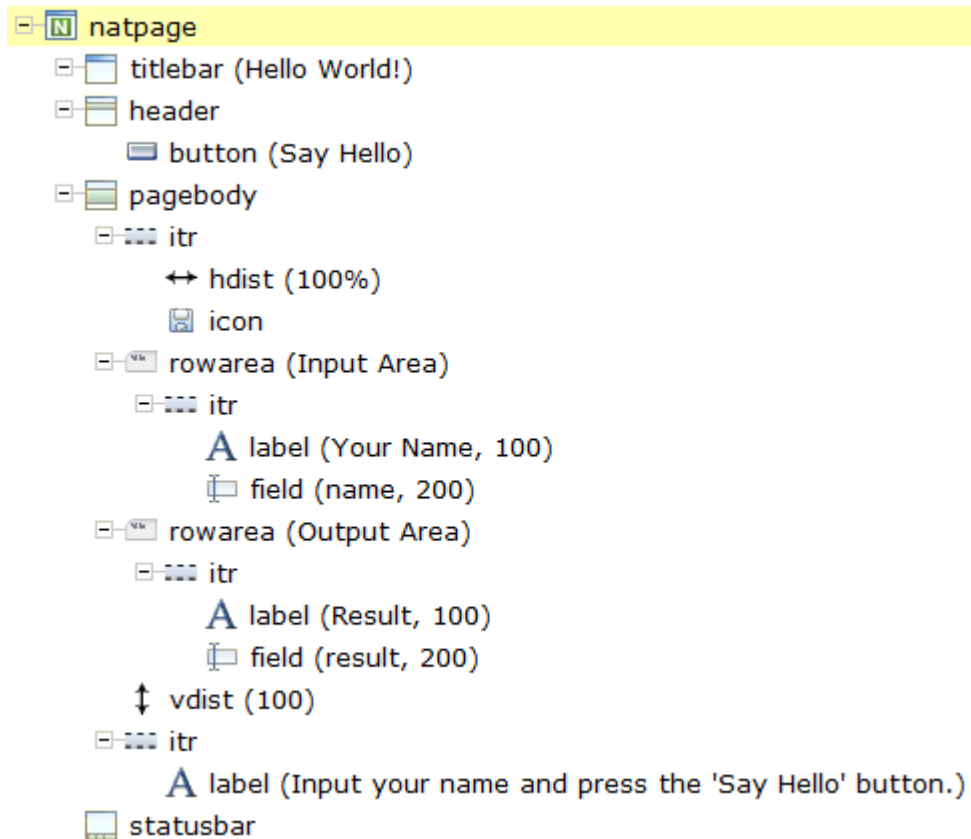 natpage
titlebar (Hello World!)
header
button (Say Hello)
pagebody
itr
hdist (100%)
icon
rowarea (Input Area)
itr
label (Your Name, 100)
field (name, 200)
rowarea (Output Area)
itr
label (Result, 100)
field (result, 200)
vdist (100)
itr
label (Input your name and press the 'Say Hello' button.)
statusbar